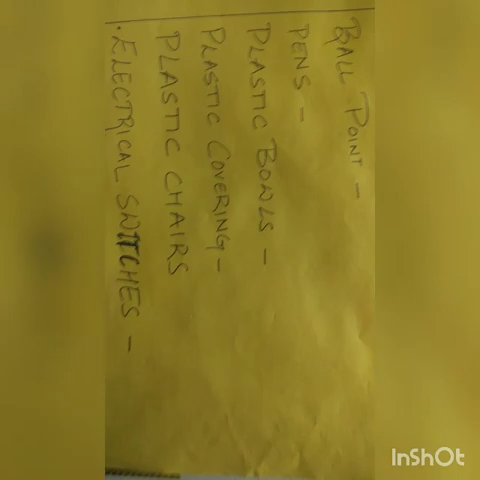 BALL POINT -
PENS -
PLASTIC BOWLS -
PLASTIC COVERING -
PLASTIC CHAIRS
. ELECTRICAL SWITCHES -
InShOt